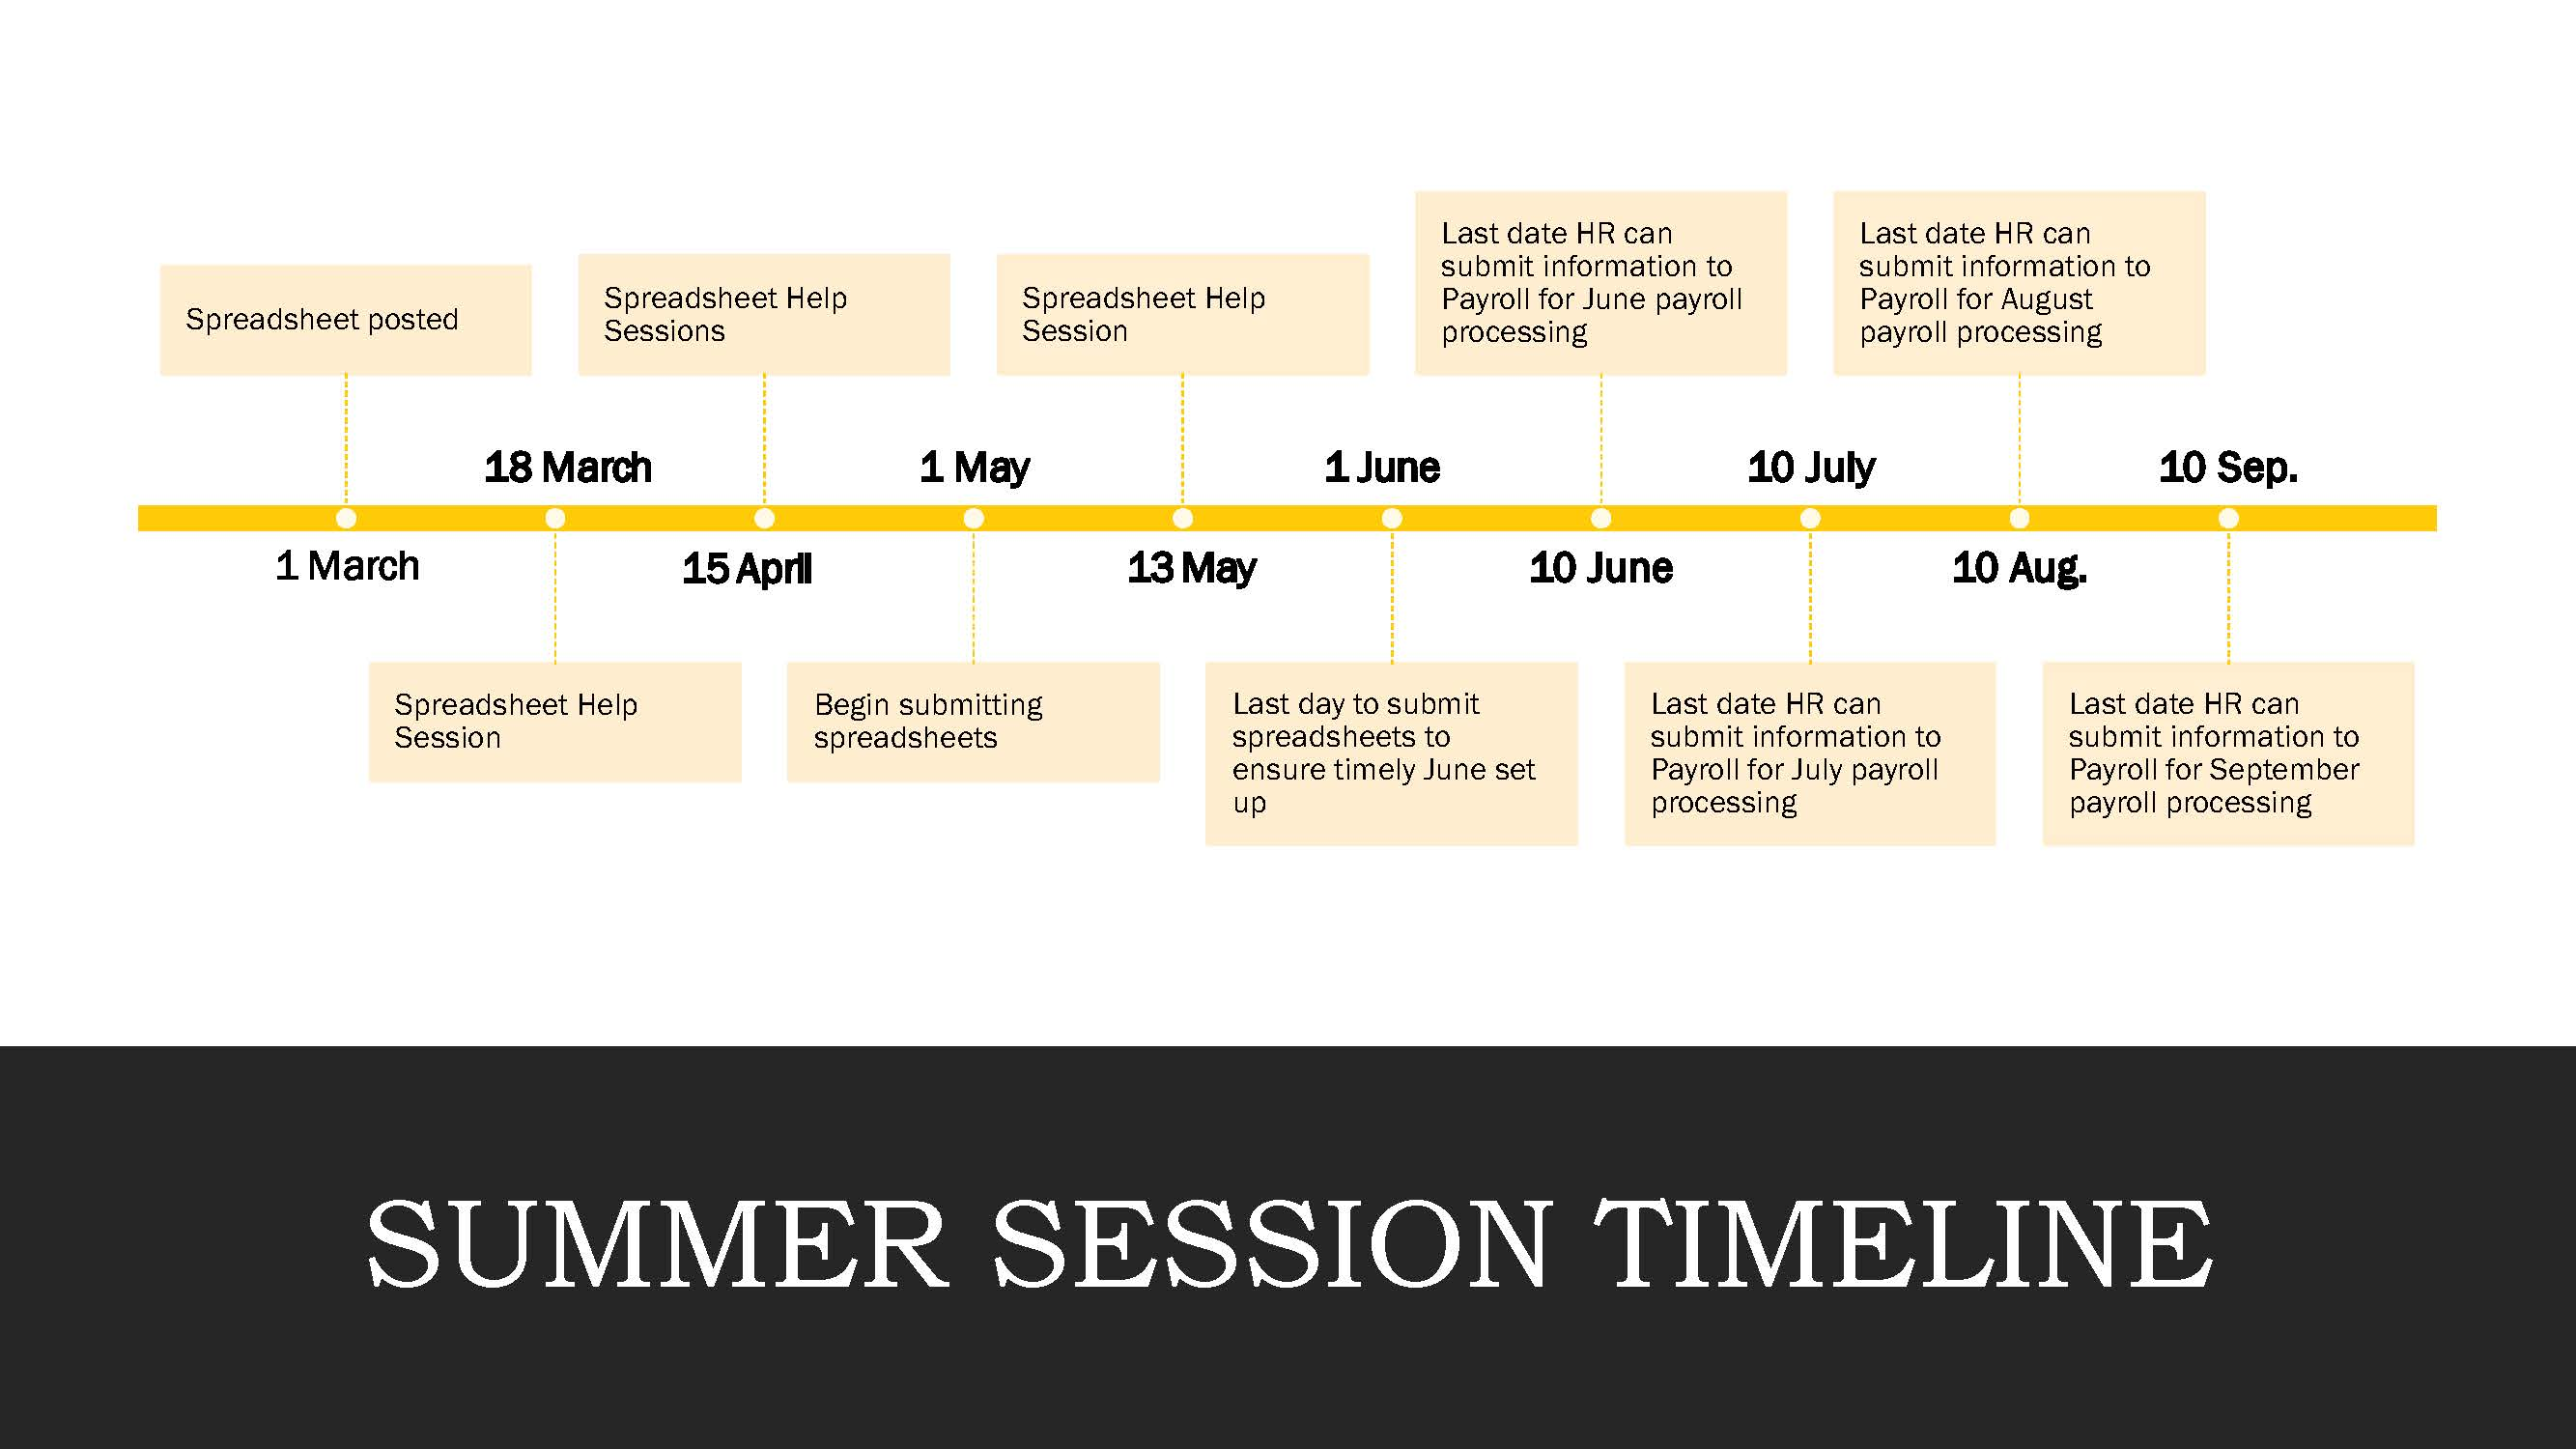 Spreadsheet posted
1 March
18 March
Spreadsheet Help
Session
Spreadsheet Help
Sessions
15 April
1 May
Begin submitting
spreadsheets
Spreadsheet Help
Session
13 May
1 June
Last day to submit
spreadsheets to
ensure timely June set
up
Last date HR can
submit information to
Payroll for June payroll
processing
10 June
10 July
Last date HR can
submit information to
Payroll for July payroll
processing
Last date HR can
submit information to
Payroll for August
payroll processing
10 Aug.
10 Sep.
Last date HR can
submit information to
Payroll for September
payroll processing
SUMMER SESSION TIMELINE